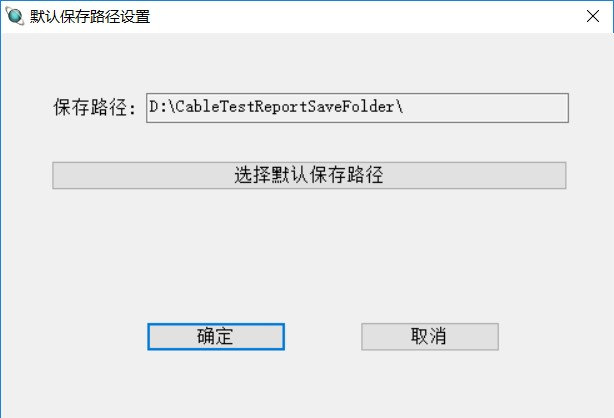 默认保存路径设置
保存路径：D:\CableTestReportSaveFolder\
选择默认保存路径
确定 取消